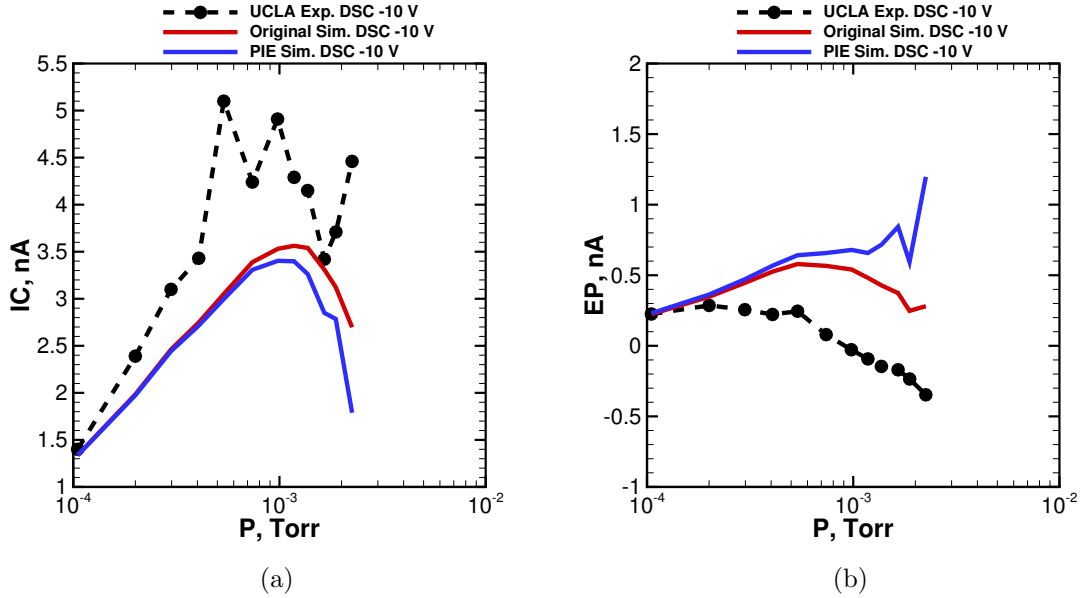 UCLA Exp. DSC -10 V
Original Sim. DSC -10 V
PIE Sim. DSC -10 V
5.5
5
4.5
4
3.5
3
2.5
2
1.5
1
IC, nA
10⁻⁴
10⁻³
10⁻²
P, Torr
(a)
UCLA Exp. DSC -10 V
Original Sim. DSC -10 V
PIE Sim. DSC -10 V
2
1.5
1
0.5
0
-0.5
-1
EP, nA
10⁻⁴
10⁻³
10⁻²
P, Torr
(b)